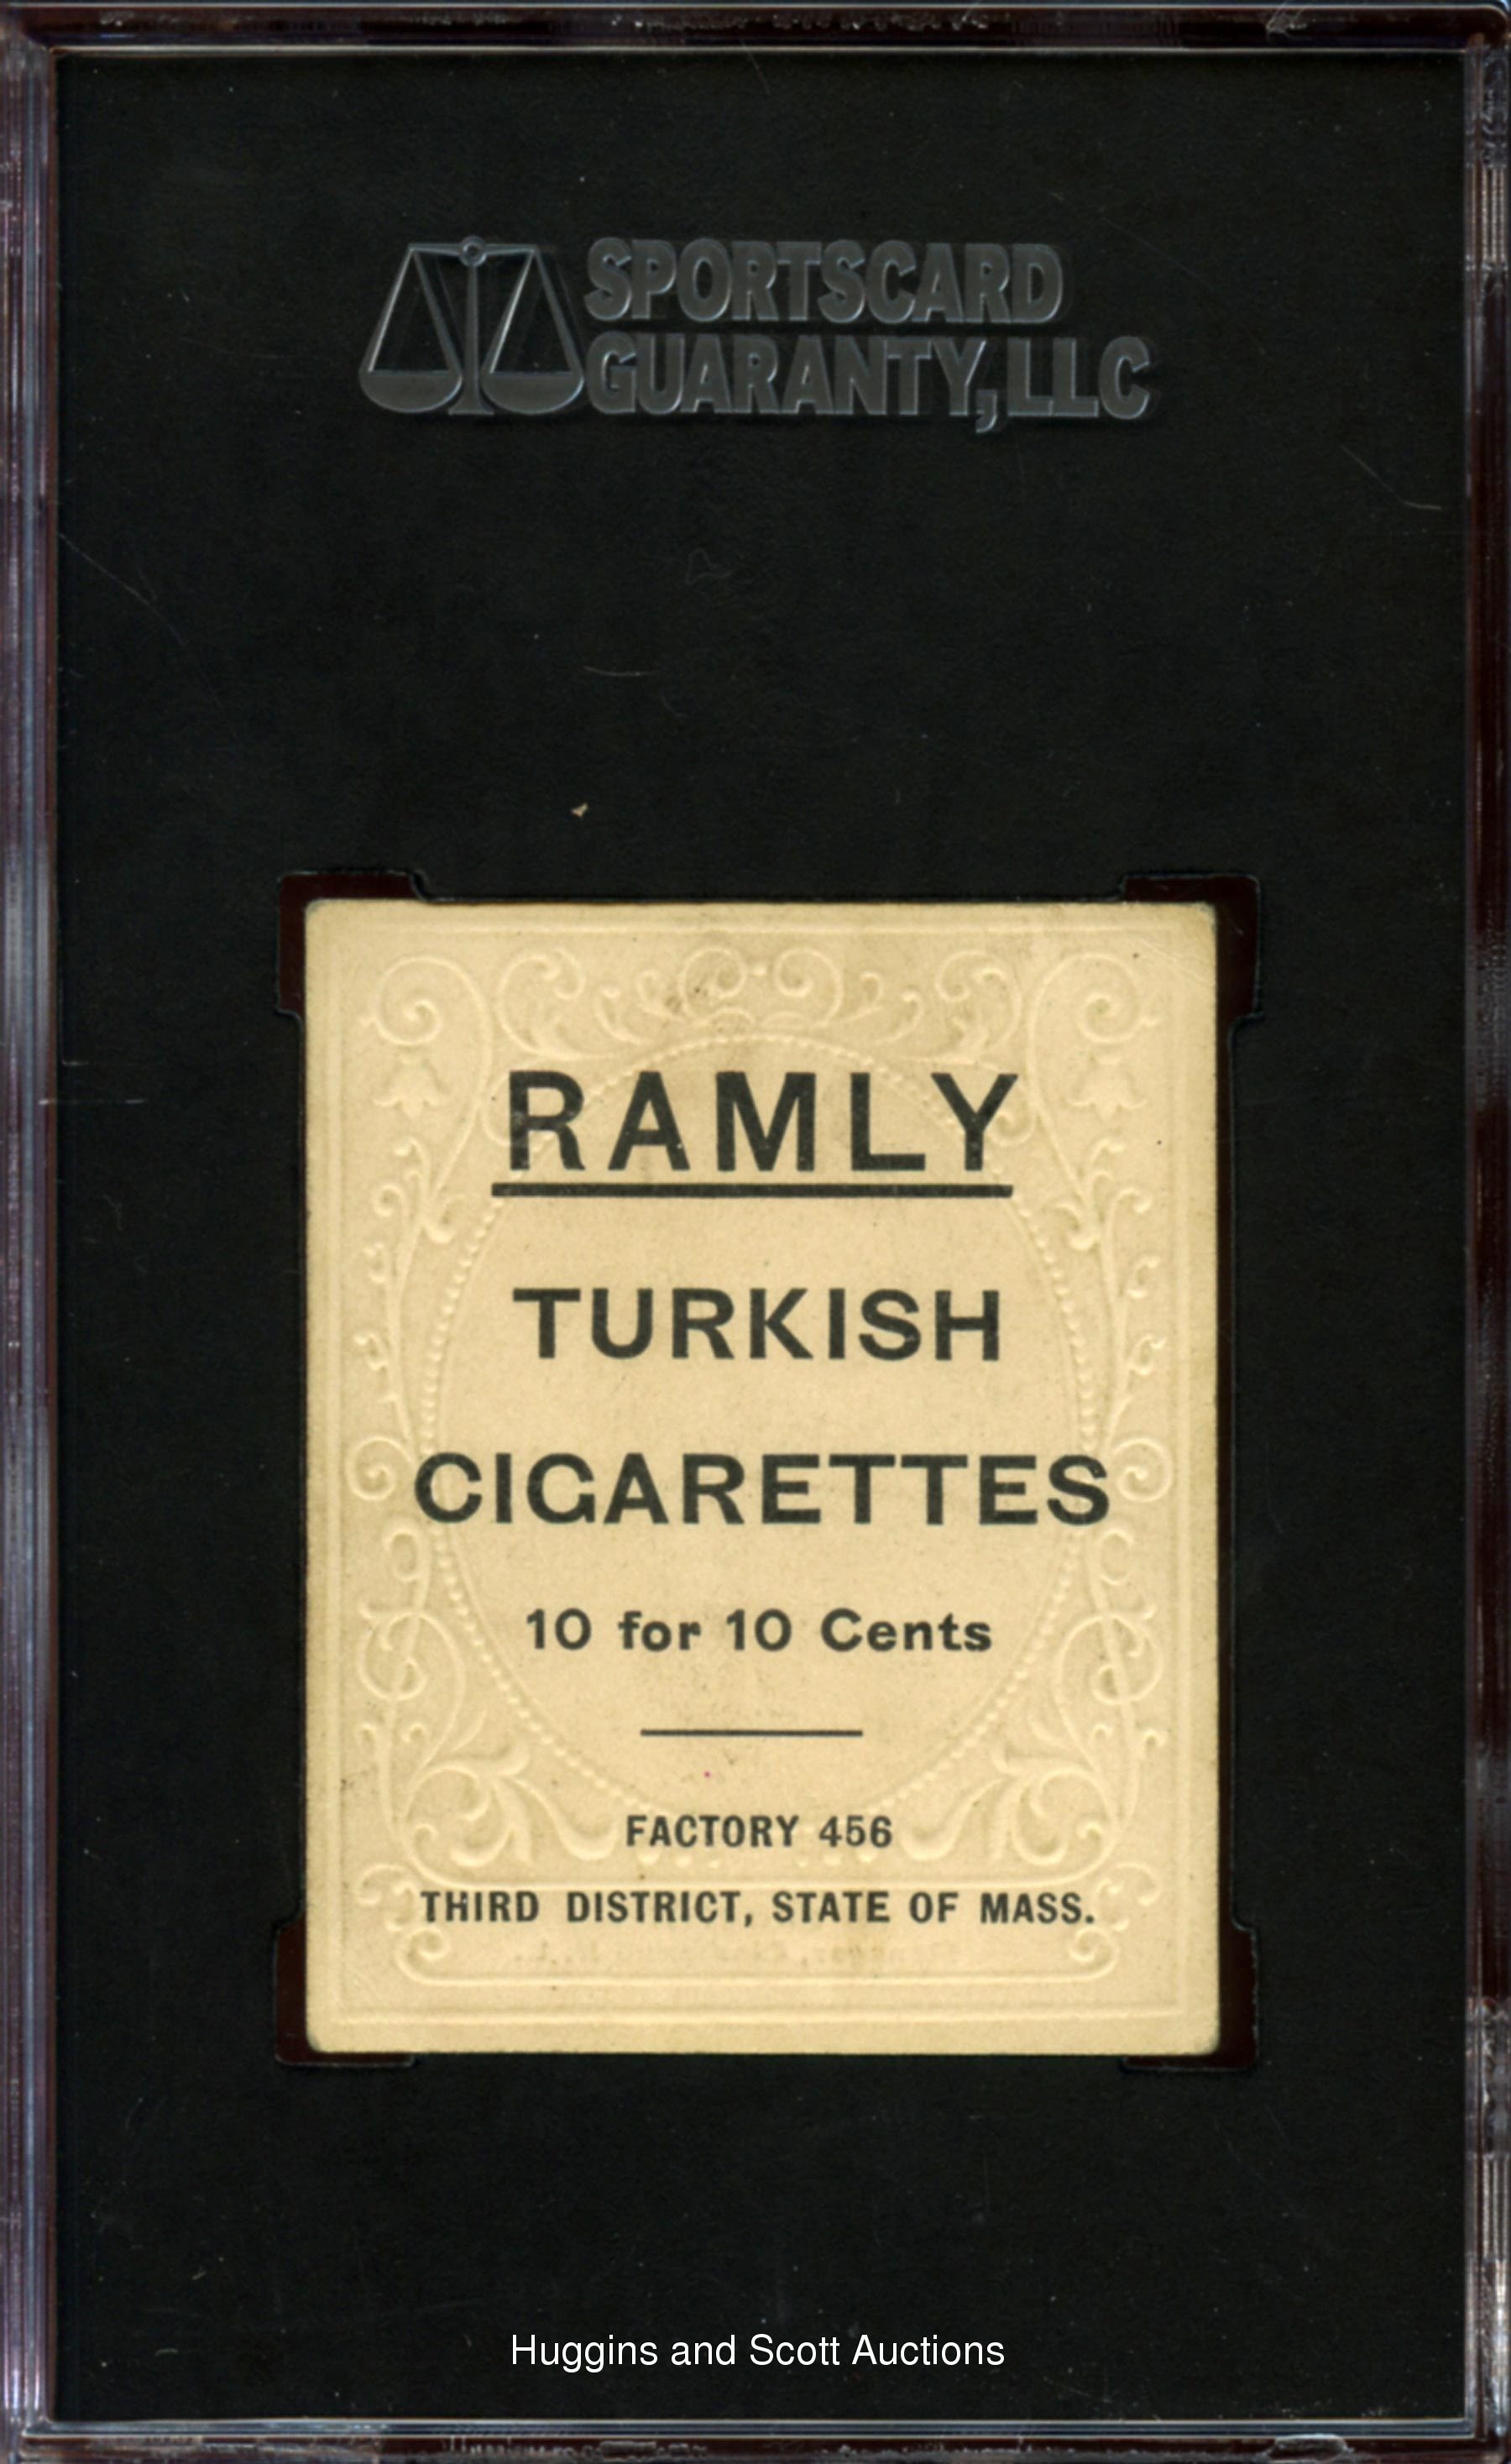 SPORTSCARD
GUARANTY, LLC
RAMLY
TURKISH
CIGARETTES
10 for 10 Cents
FACTORY 456
THIRD DISTRICT, STATE OF MASS.
Huggins and Scott Auctions